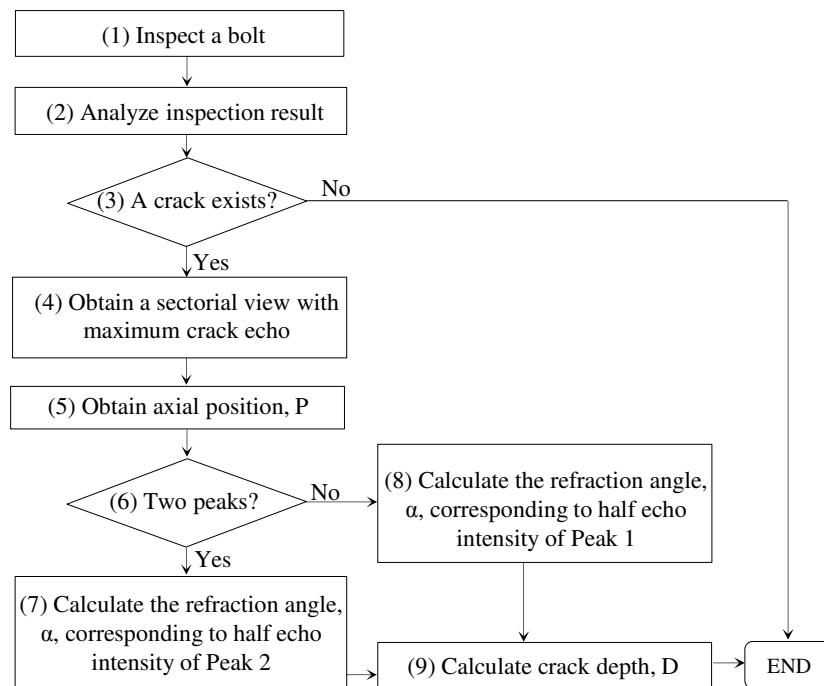 (1) Inspect a bolt
(2) Analyze inspection result
(3) A crack exists?
No
Yes
(4) Obtain a sectorial view with
maximum crack echo
(5) Obtain axial position, P
(6) Two peaks?
No
(8) Calculate the refraction angle,
α, corresponding to half echo
intensity of Peak 1
Yes
(7) Calculate the refraction angle,
α, corresponding to half echo
intensity of Peak 2
(9) Calculate crack depth, D
END